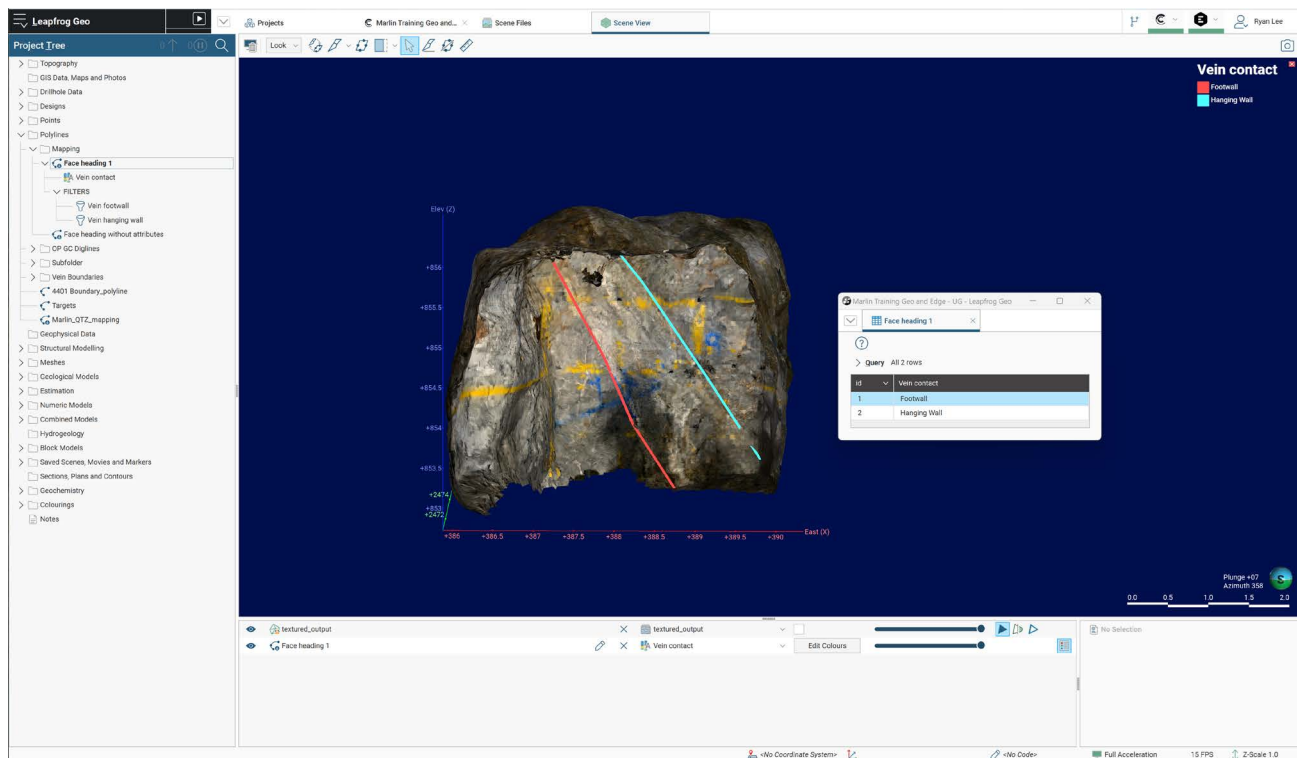 Leapfrog Geo
Projects
Marlin Training Geo and...
Scene Files
Scene View
Ryan Lee
Project Tree
0
0
Look
Topography
GIS Data, Maps and Photos
Drillhole Data
Designs
Points
Polylines
Mapping
Face heading 1
Vein contact
FILTERS
Vein footwall
Vein hanging wall
Face heading without attributes
CP GC Diglines
Subfolder
Vein Boundaries
4401 Boundary_polyline
Targets
Marlin_QTZ_mapping
Geophysical Data
Structural Modelling
Meshes
Geological Models
Estimation
Numeric Models
Combined Models
Hydrogeology
Block Models
Saved Scenes, Movies and Markers
Sections, Plans and Contours
Geochemistry
Colourings
Notes
Vein contact
Footwall
Hanging Wall
Elev (Z)
+856
+855.5
+855
+854.5
+854
+853.5
+2474
+853
+2472
+386 +386.5 +387 +387.5 +388 +388.5 +389 +389.5 +390
East (X)
Marlin Training Geo and Edge - UG - Leapfrog Geo
Face heading 1
Query All 2 rows
id Vein contact
1 Footwall
2 Hanging Wall
Plunge +07
Azimuth 358
S
0.0 0.5 1.0 1.5 2.0
textured_output textured_output
Face heading 1 Vein contact Edit Colours
No Selection
<No Coordinate System> <No Code> Full Acceleration 15 FPS Z-Scale 1.0